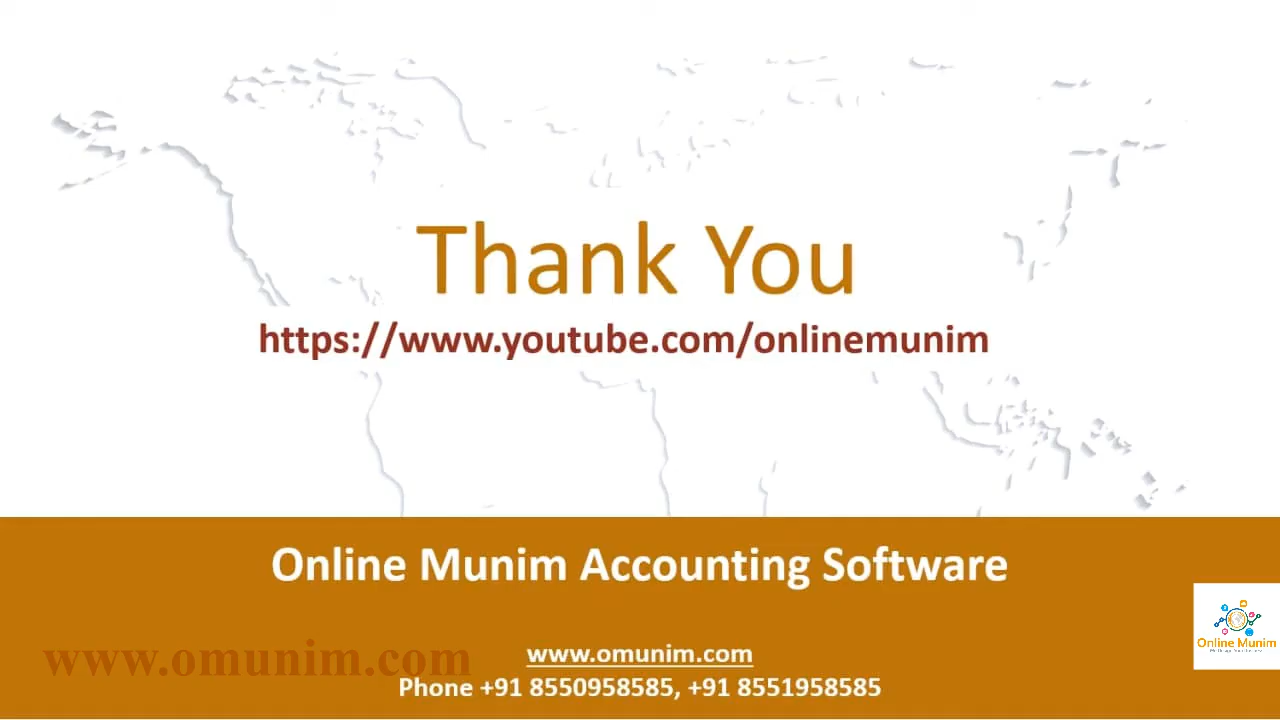 Thank You
https://www.youtube.com/onlinemunim
Online Munim Accounting Software
www.omunim.com
www.omunim.com
Phone +91 8550958585, +91 8551958585
Online Munim